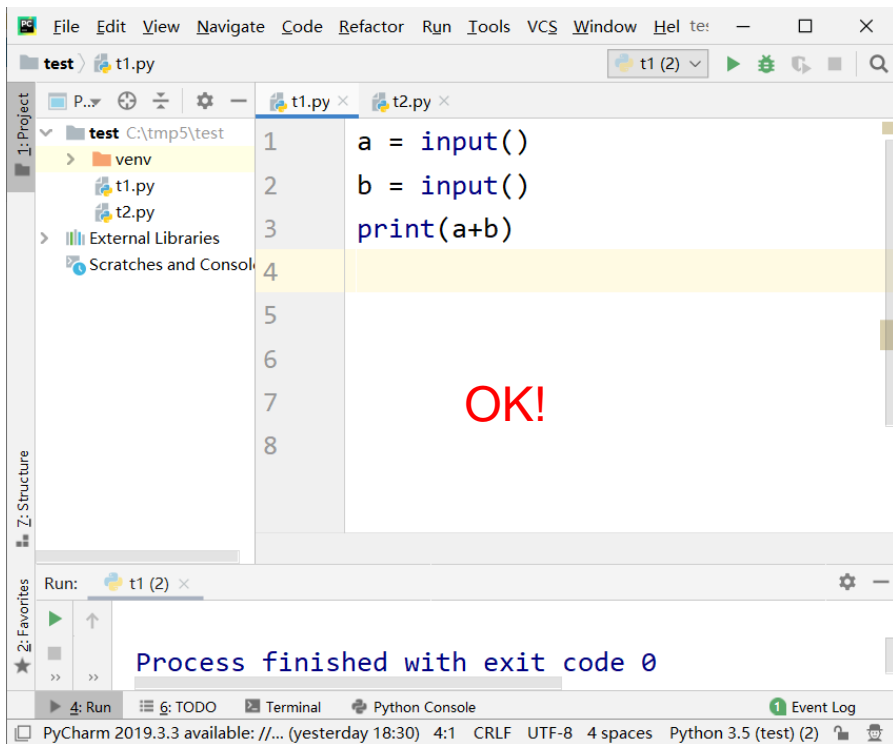 PC File Edit View Navigate Code Refactor Run Tools VCS Window Hel tes
test t1.py t1 (2)
1: Project
P.. t1.py t2.py
test C:\tmp5\test
venv
t1.py
t2.py
External Libraries
Scratches and Consol
1 a = input()
2 b = input()
3 print(a+b)
4
5
6
7
8
OK!
Z: Structure
2: Favorites
Run: t1 (2)
Process finished with exit code 0
4: Run 6: TODO Terminal Python Console 1 Event Log
PyCharm 2019.3.3 available: //... (yesterday 18:30) 4:1 CRLF UTF-8 4 spaces Python 3.5 (test) (2)